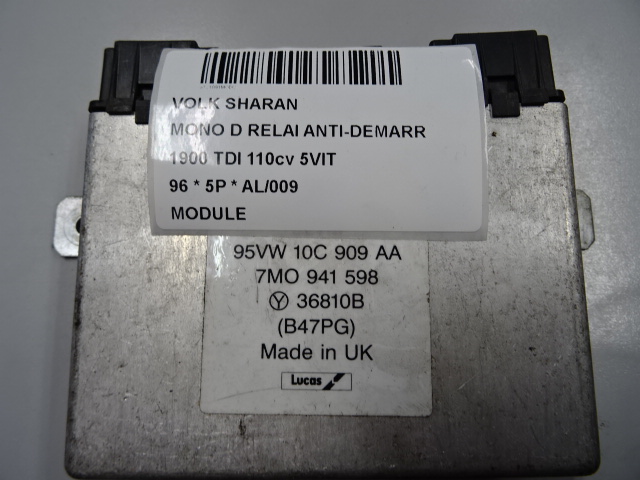 VOLK SHARAN
MONO D RELAI ANTI-DEMARR
1900 TDI 110cv 5VIT
96 * 5P * AL/009
MODULE
95VW 10C 909 AA
7MO 941 598
Y 36810B
(B47PG)
Made in UK
Lucas